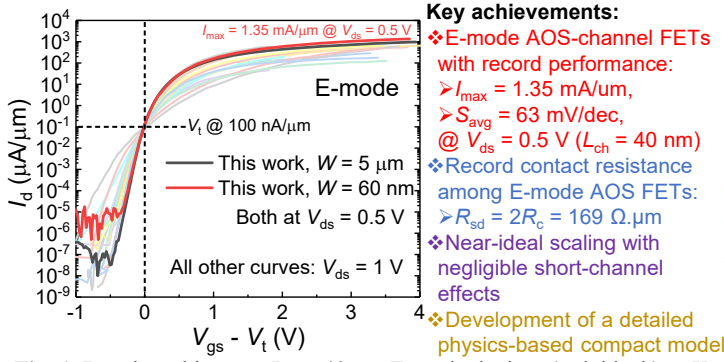 I_max = 1.35 mA/μm @ V_ds = 0.5 V
10^4
10^3
10^2
10^1
10^0
10^-1
10^-2
10^-3
10^-4
10^-5
10^-6
10^-7
10^-8
10^-9
I_d (μA/μm)
E-mode
V_t @ 100 nA/μm
This work, W = 5 μm
This work, W = 60 nm
Both at V_ds = 0.5 V
All other curves: V_ds = 1 V
-1 0 1 2 3 4
V_gs - V_t (V)
Key achievements:
❖E-mode AOS-channel FETs
with record performance:
➢I_max = 1.35 mA/um,
➢S_avg = 63 mV/dec,
@ V_ds = 0.5 V (L_ch = 40 nm)
❖Record contact resistance
among E-mode AOS FETs:
➢R_sd = 2R_c = 169 Ω.μm
❖Near-ideal scaling with
negligible short-channel
effects
❖Development of a detailed
physics-based compact model